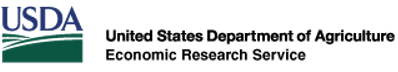 USDA
United States Department of Agriculture
Economic Research Service